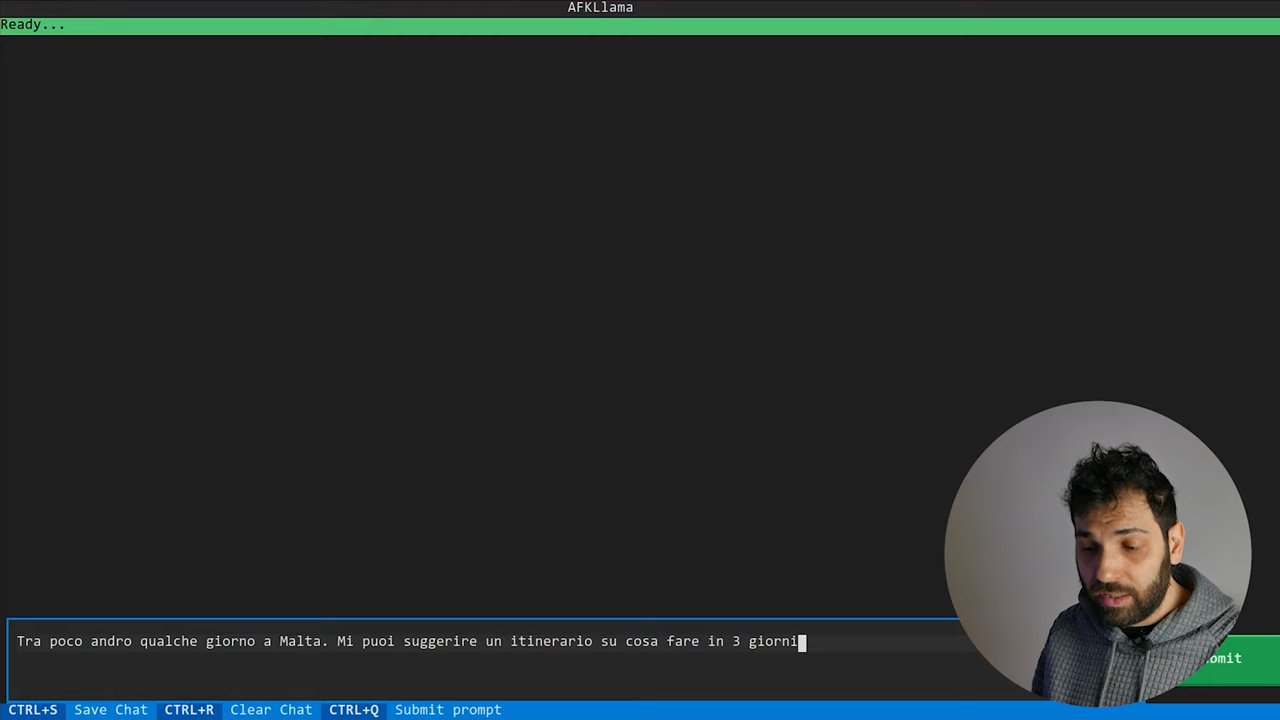 AFKLlama
Ready...
Tra poco andro qualche giorno a Malta. Mi puoi suggerire un itinerario su cosa fare in 3 giorni
CTRL+S Save Chat CTRL+R Clear Chat CTRL+Q Submit prompt